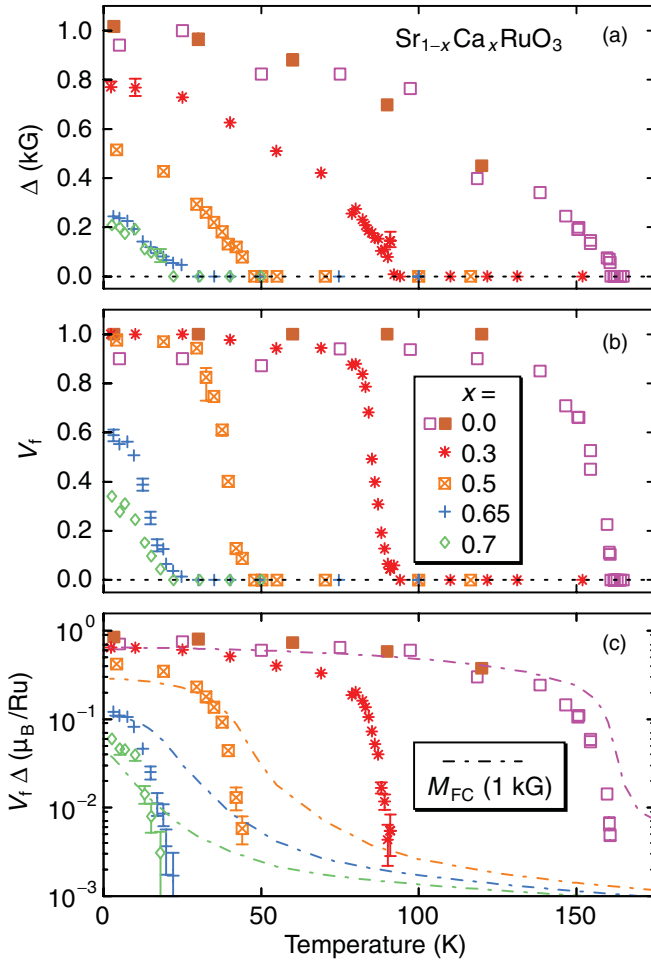 Sr1−xCaxRuO3 (a)
1.0
0.8
0.6
0.4
0.2
0.0
Δ (kG)
(b)
1.0
0.8
0.6
0.4
0.2
0.0
Vf
x =
0.0
0.3
0.5
0.65
0.7
(c)
10^0
10^−1
10^−2
10^−3
Vf Δ (μB/Ru)
MFC (1 kG)
0 50 100 150
Temperature (K)